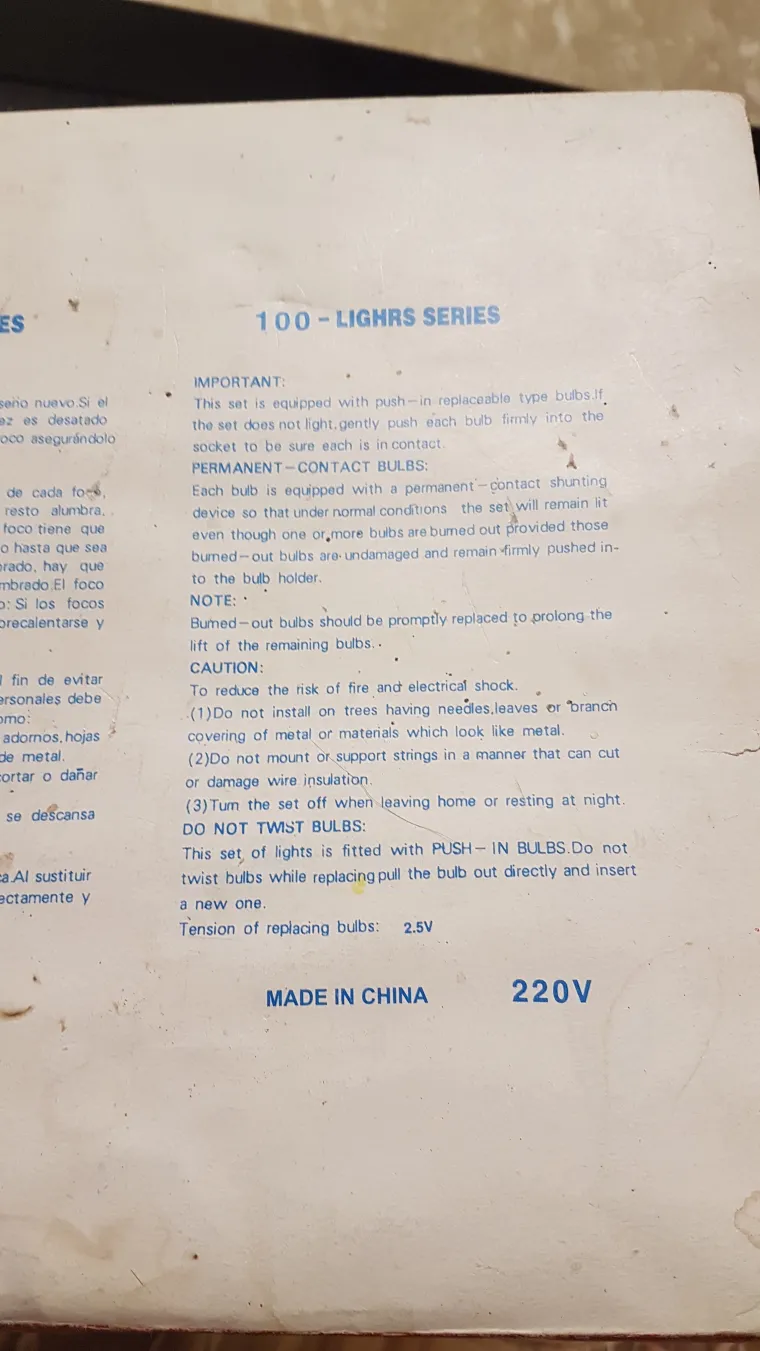 ES
seño nuevo.Si el
ez es desatado
oco asegurándolo
de cada foco,
resto alumbra,
foco tiene que
o hasta que sea
orado, hay que
mbrado.El foco
o: Si los focos
orecalentarse y
l fin de evitar
ersonales debe
omo:
adornos,hojas
de metal.
cortar o dañar
se descansa
ca.Al sustituir
ectamente y
100-LIGHRS SERIES
IMPORTANT:
This set is equipped with push-in replaceable type bulbs.If
the set does not light,gently push each bulb firmly into the
socket to be sure each is in contact.
PERMANENT-CONTACT BULBS:
Each bulb is equipped with a permanent-contact shunting
device so that under normal conditions the set will remain lit
even though one or more bulbs are burned out provided those
burned-out bulbs are undamaged and remain firmly pushed in-
to the bulb holder.
NOTE:
Burned-out bulbs should be promptly replaced to prolong the
lift of the remaining bulbs.
CAUTION:
To reduce the risk of fire and electrical shock.
(1)Do not install on trees having needles,leaves or branch
covering of metal or materials which look like metal.
(2)Do not mount or support strings in a manner that can cut
or damage wire insulation.
(3)Turn the set off when leaving home or resting at night.
DO NOT TWIST BULBS:
This set of lights is fitted with PUSH-IN BULBS.Do not
twist bulbs while replacing pull the bulb out directly and insert
a new one.
Tension of replacing bulbs: 2.5V
MADE IN CHINA 220V